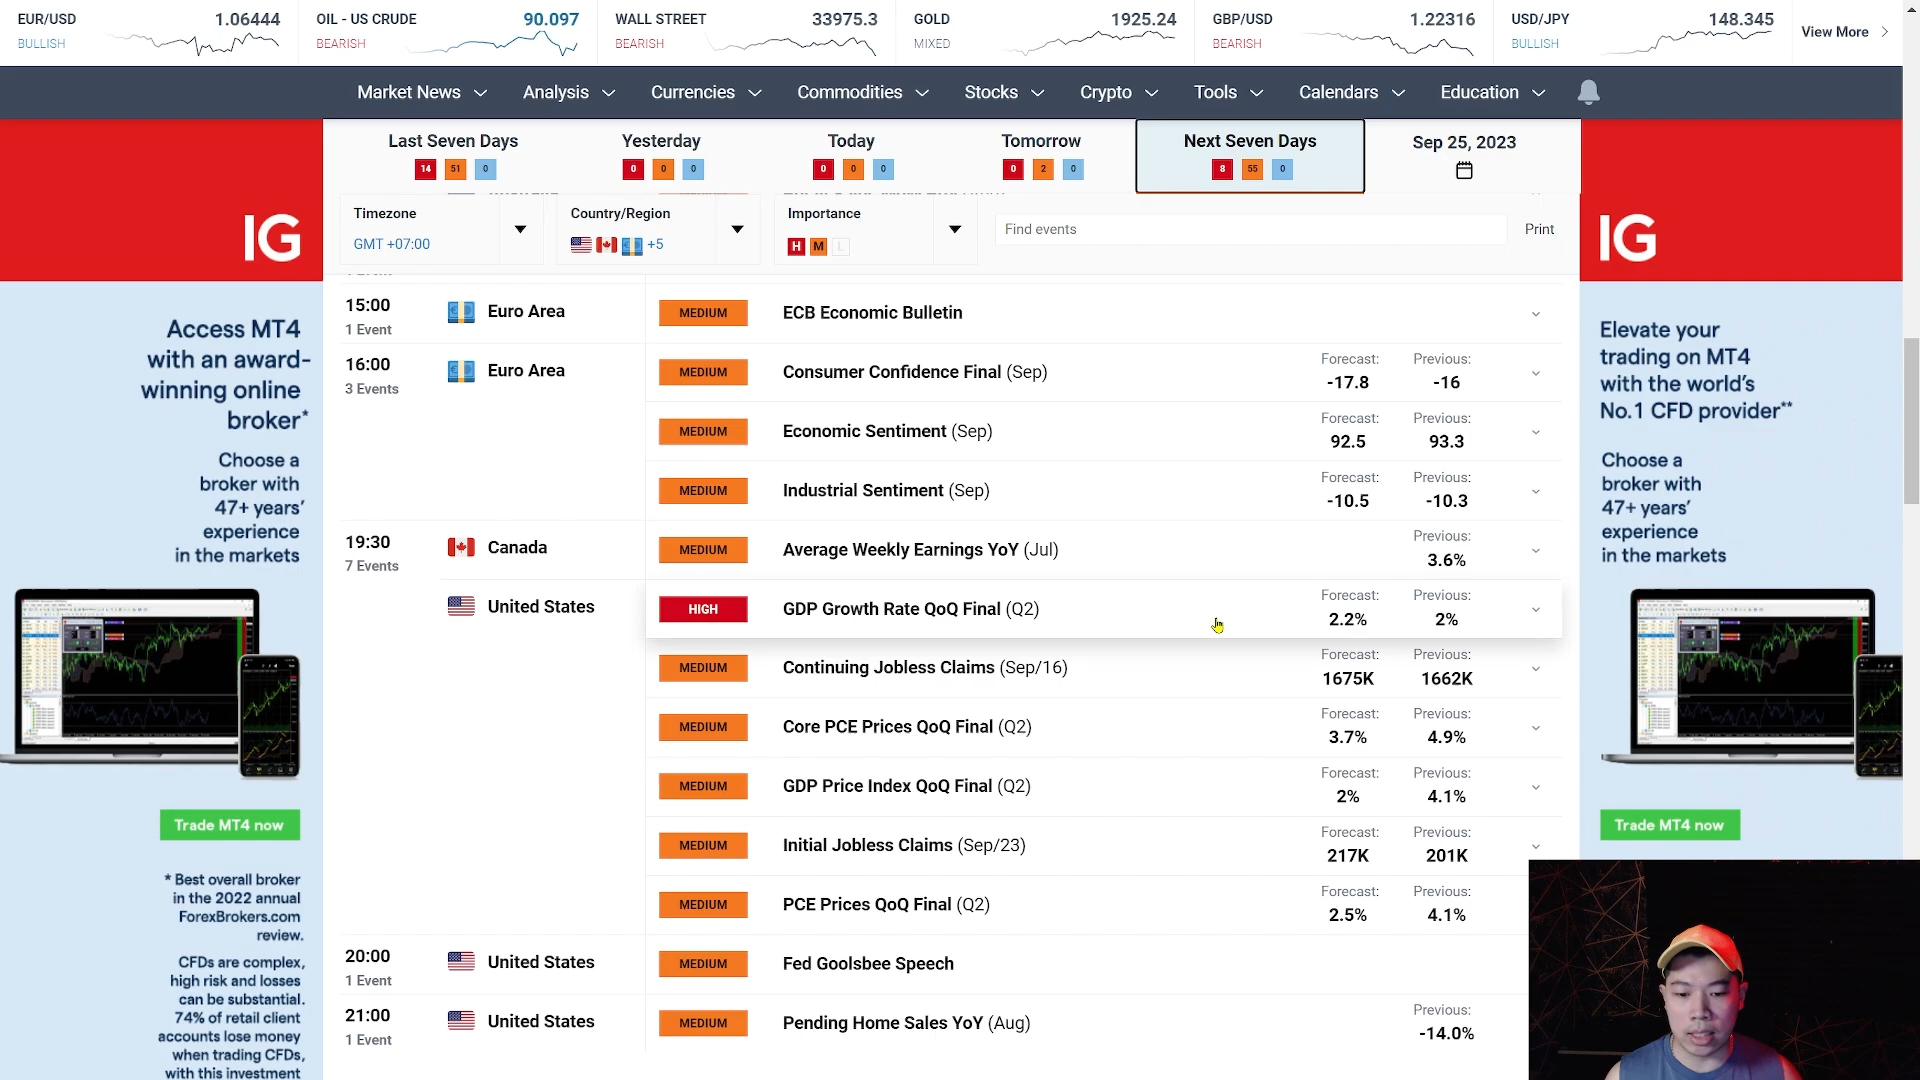 EUR/USD 1.06444
BULLISH
OIL - US CRUDE 90.097
BEARISH
WALL STREET 33975.3
BEARISH
GOLD 1925.24
MIXED
GBP/USD 1.22316
BEARISH
USD/JPY 148.345
BULLISH
View More
Market News Analysis Currencies Commodities Stocks Crypto Tools Calendars Education
Last Seven Days
14 51 0
Yesterday
0 0 0
Today
0 0 0
Tomorrow
0 2 0
Next Seven Days
8 55 0
Sep 25, 2023
Timezone
GMT +07:00
Country/Region
+5
Importance
H M L
Find events
Print
15:00 Euro Area MEDIUM ECB Economic Bulletin
1 Event
16:00 Euro Area MEDIUM Consumer Confidence Final (Sep) Forecast: -17.8 Previous: -16
3 Events
MEDIUM Economic Sentiment (Sep) Forecast: 92.5 Previous: 93.3
MEDIUM Industrial Sentiment (Sep) Forecast: -10.5 Previous: -10.3
19:30 Canada MEDIUM Average Weekly Earnings YoY (Jul) Previous: 3.6%
7 Events
United States HIGH GDP Growth Rate QoQ Final (Q2) Forecast: 2.2% Previous: 2%
MEDIUM Continuing Jobless Claims (Sep/16) Forecast: 1675K Previous: 1662K
MEDIUM Core PCE Prices QoQ Final (Q2) Forecast: 3.7% Previous: 4.9%
MEDIUM GDP Price Index QoQ Final (Q2) Forecast: 2% Previous: 4.1%
MEDIUM Initial Jobless Claims (Sep/23) Forecast: 217K Previous: 201K
MEDIUM PCE Prices QoQ Final (Q2) Forecast: 2.5% Previous: 4.1%
20:00 United States MEDIUM Fed Goolsbee Speech
1 Event
21:00 United States MEDIUM Pending Home Sales YoY (Aug) Previous: -14.0%
1 Event
IG
Access MT4
with an award-
winning online
broker*
Choose a
broker with
47+ years'
experience
in the markets
Trade MT4 now
* Best overall broker
in the 2022 annual
ForexBrokers.com
review.
CFDs are complex,
high risk and losses
can be substantial.
74% of retail client
accounts lose money
when trading CFDs,
with this investment
IG
Elevate your
trading on MT4
with the world's
No.1 CFD provider**
Choose a
broker with
47+ years'
experience
in the markets
Trade MT4 now